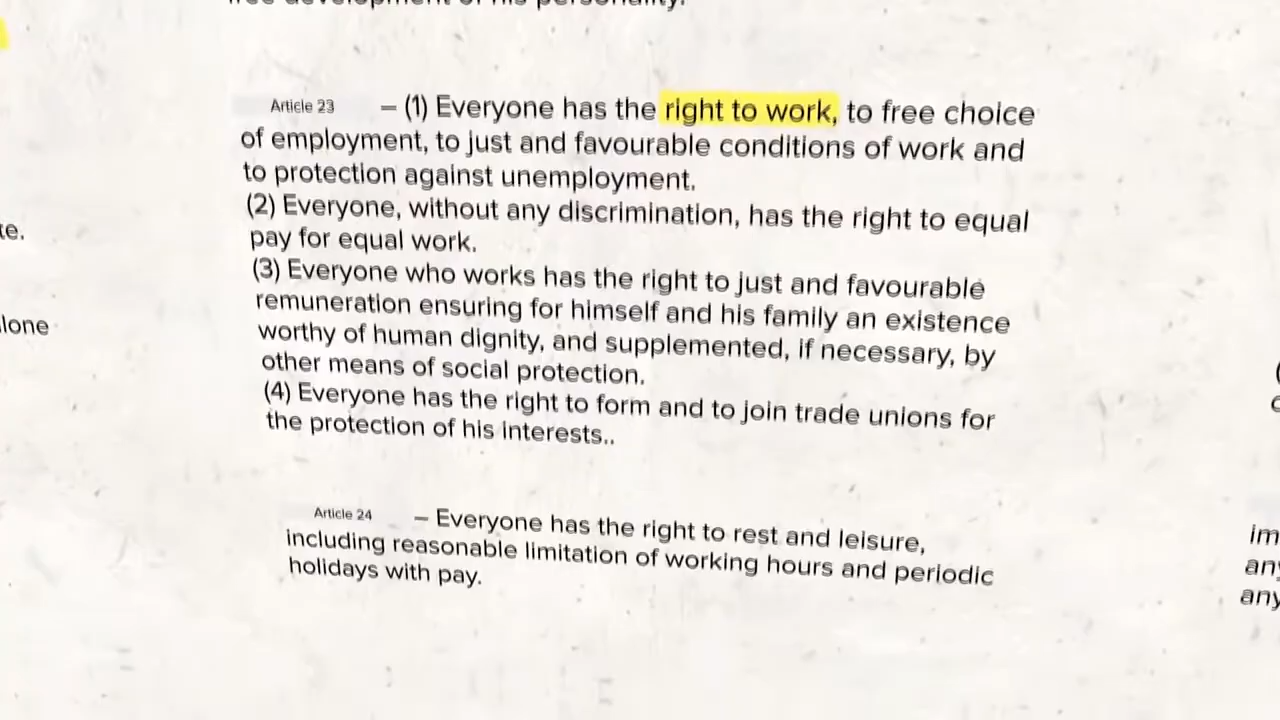 free development of his personality.
Article 23 – (1) Everyone has the right to work, to free choice
of employment, to just and favourable conditions of work and
to protection against unemployment.
(2) Everyone, without any discrimination, has the right to equal
pay for equal work.
(3) Everyone who works has the right to just and favourable
remuneration ensuring for himself and his family an existence
worthy of human dignity, and supplemented, if necessary, by
other means of social protection.
(4) Everyone has the right to form and to join trade unions for
the protection of his interests..
Article 24 – Everyone has the right to rest and leisure,
including reasonable limitation of working hours and periodic
holidays with pay.